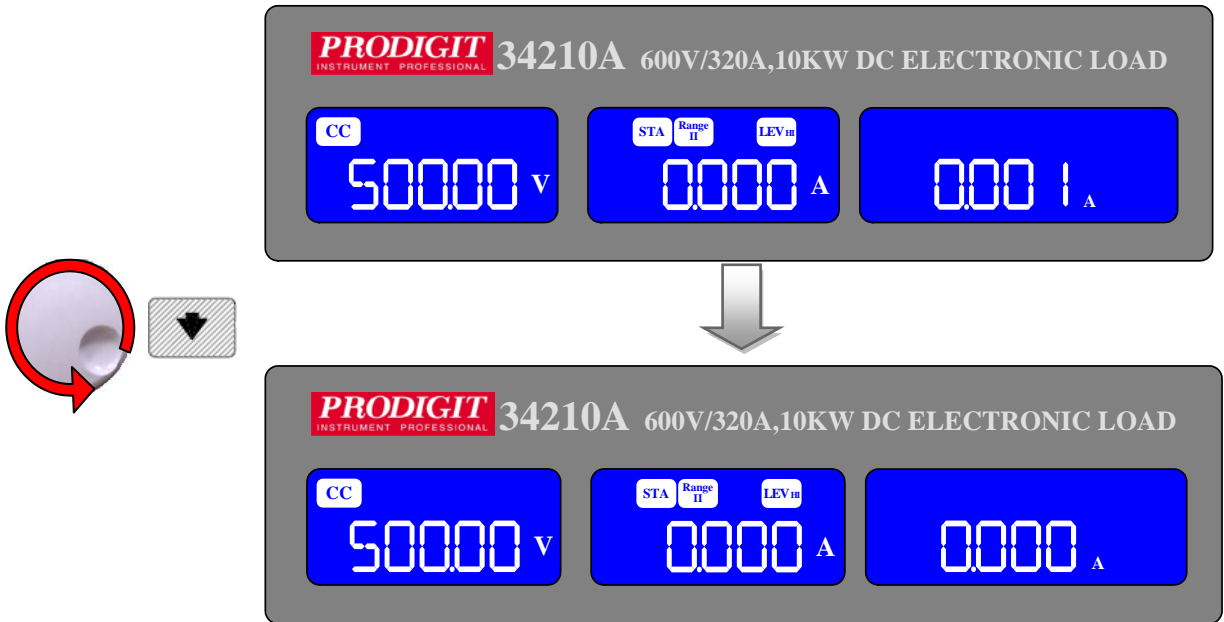 PRODIGIT 34210A 600V/320A,10KW DC ELECTRONIC LOAD
INSTRUMENT PROFESSIONAL
CC
STA Range II LEV HI
500.00 V
0.000 A
0.001 A
PRODIGIT 34210A 600V/320A,10KW DC ELECTRONIC LOAD
INSTRUMENT PROFESSIONAL
CC
STA Range II LEV HI
500.00 V
0.000 A
0.000 A